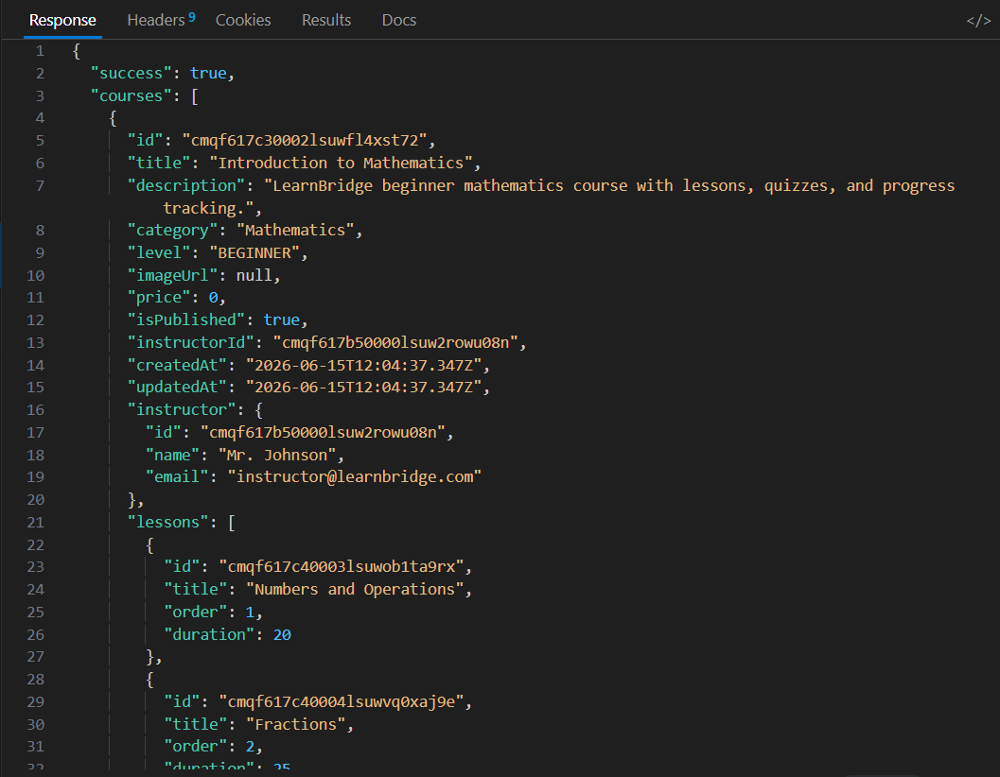 Response Headers 9 Cookies Results Docs </>
1 {
2 "success": true,
3 "courses": [
4 {
5 "id": "cmqf617c30002lsuwfl4xst72",
6 "title": "Introduction to Mathematics",
7 "description": "LearnBridge beginner mathematics course with lessons, quizzes, and progress
tracking.",
8 "category": "Mathematics",
9 "level": "BEGINNER",
10 "imageUrl": null,
11 "price": 0,
12 "isPublished": true,
13 "instructorId": "cmqf617b50000lsuw2rowu08n",
14 "createdAt": "2026-06-15T12:04:37.347Z",
15 "updatedAt": "2026-06-15T12:04:37.347Z",
16 "instructor": {
17 "id": "cmqf617b50000lsuw2rowu08n",
18 "name": "Mr. Johnson",
19 "email": "instructor@learnbridge.com"
20 },
21 "lessons": [
22 {
23 "id": "cmqf617c40003lsuwob1ta9rx",
24 "title": "Numbers and Operations",
25 "order": 1,
26 "duration": 20
27 },
28 {
29 "id": "cmqf617c40004lsuwvq0xaj9e",
30 "title": "Fractions",
31 "order": 2,
32 "duration": 25